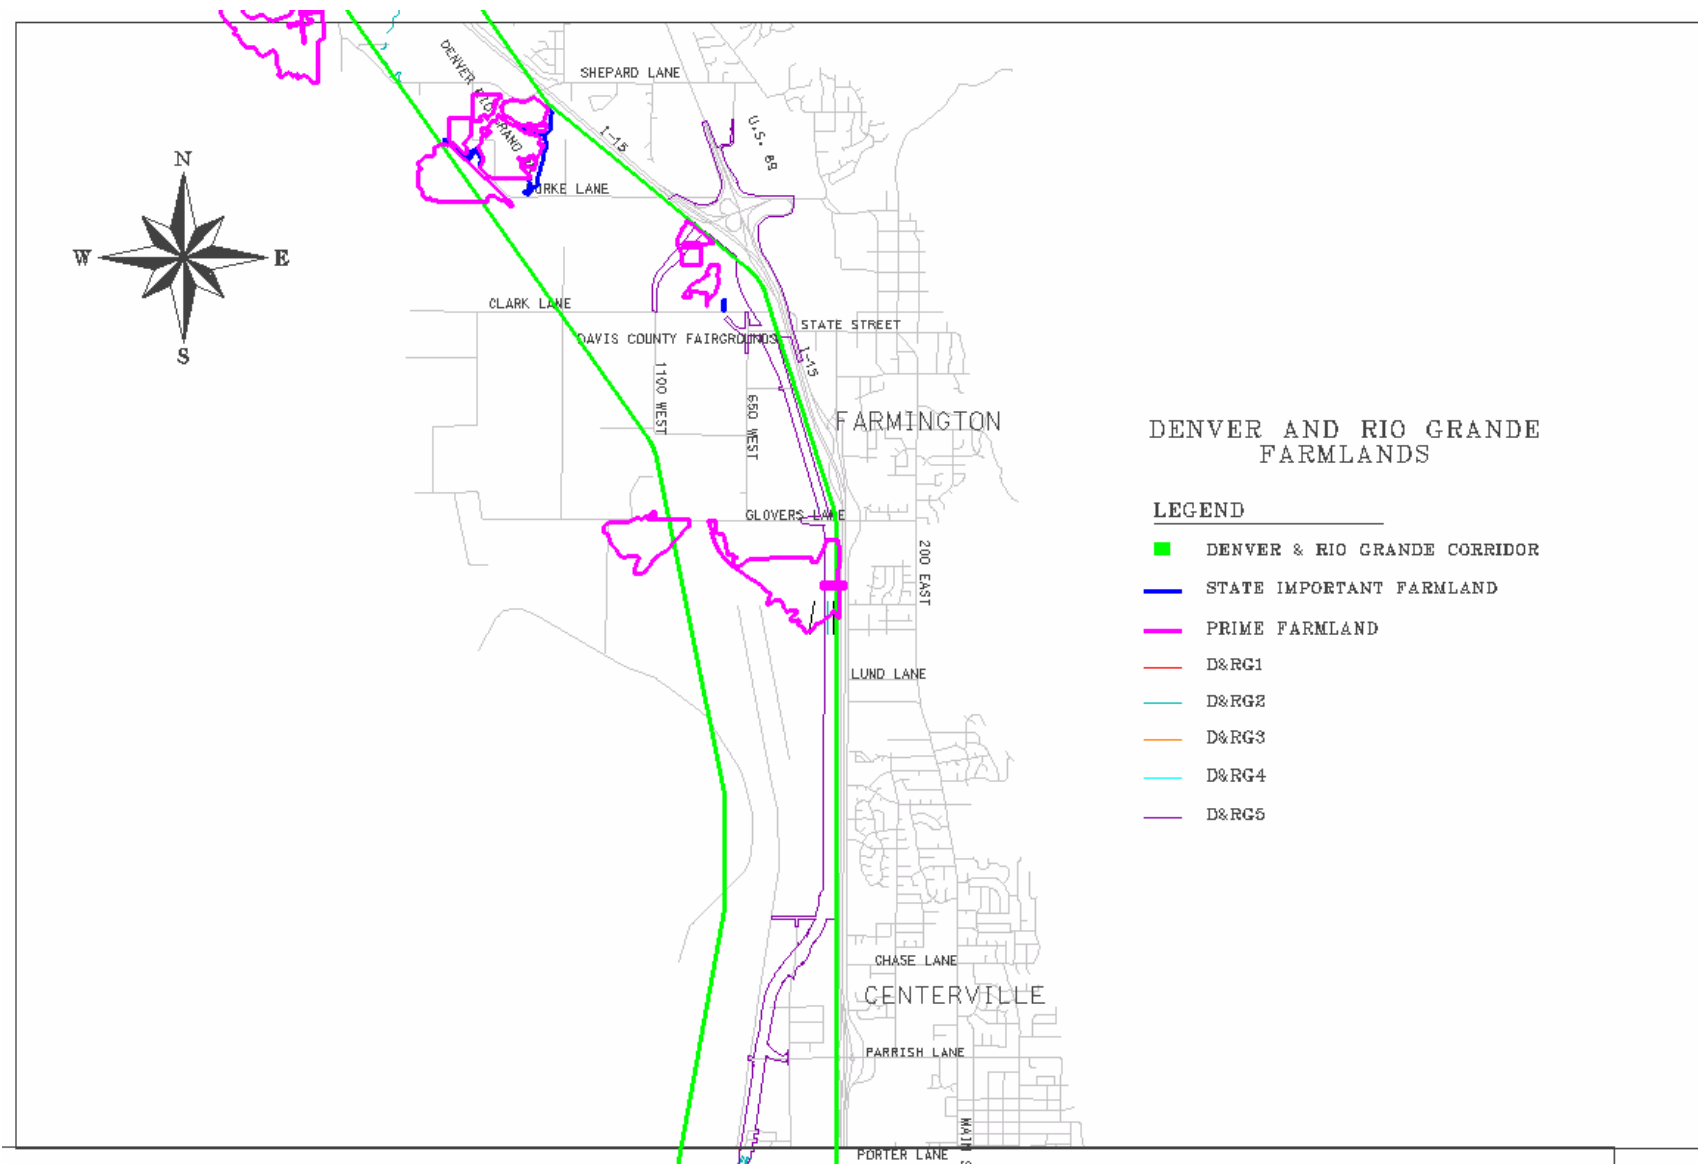 SHEPARD LANE
DENVER RIO GRAND
I-15
U.S. 89
N
W
E
S
LANE
CLARK LANE
STATE STREET
DAVIS COUNTY FAIRGROUNDS
I-15
1100 WEST
650 WEST
FARMINGTON
DENVER AND RIO GRANDE
FARMLANDS
LEGEND
GLOVERS LANE
DENVER & RIO GRANDE CORRIDOR
200 EAST
STATE IMPORTANT FARMLAND
PRIME FARMLAND
D&RG1
LUND LANE
D&RG2
D&RG3
D&RG4
D&RG5
CHASE LANE
CENTERVILLE
PARRISH LANE
MAIN S
PORTER LANE